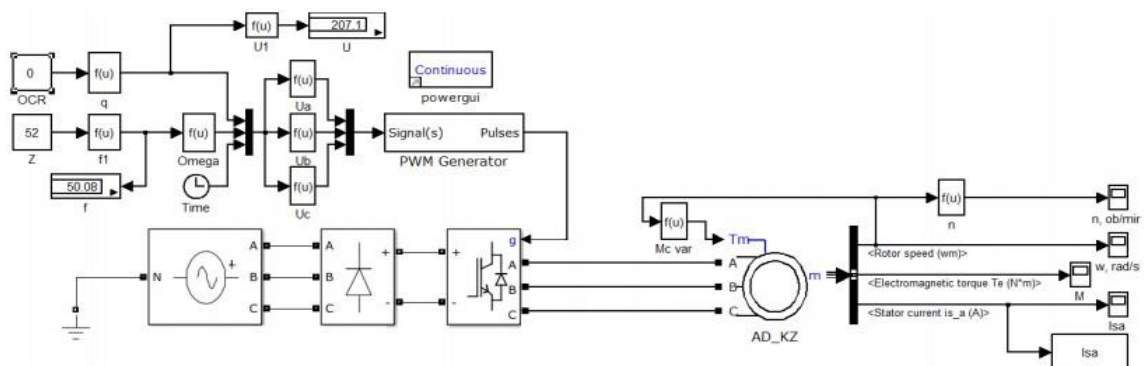 f(u)
U1
207.1
U
0
OCR
f(u)
q
Continuous
powergui
f(u)
Ua
52
Z
f(u)
f1
f(u)
Omega
f(u)
Ub
Signal(s) Pulses
PWM Generator
50.08
f
Time
f(u)
Uc
f(u)
n
n, ob/mir
f(u)
Mc var
Tm
<Rotor speed (wm)>
w, rad/s
N
+
A
B
C
A
B
C
+
-
+
-
g
A
B
C
A
B
C
m
AD_KZ
<Electromagnetic torque Te (N*m)>
M
<Stator current is_a (A)>
Isa
Isa